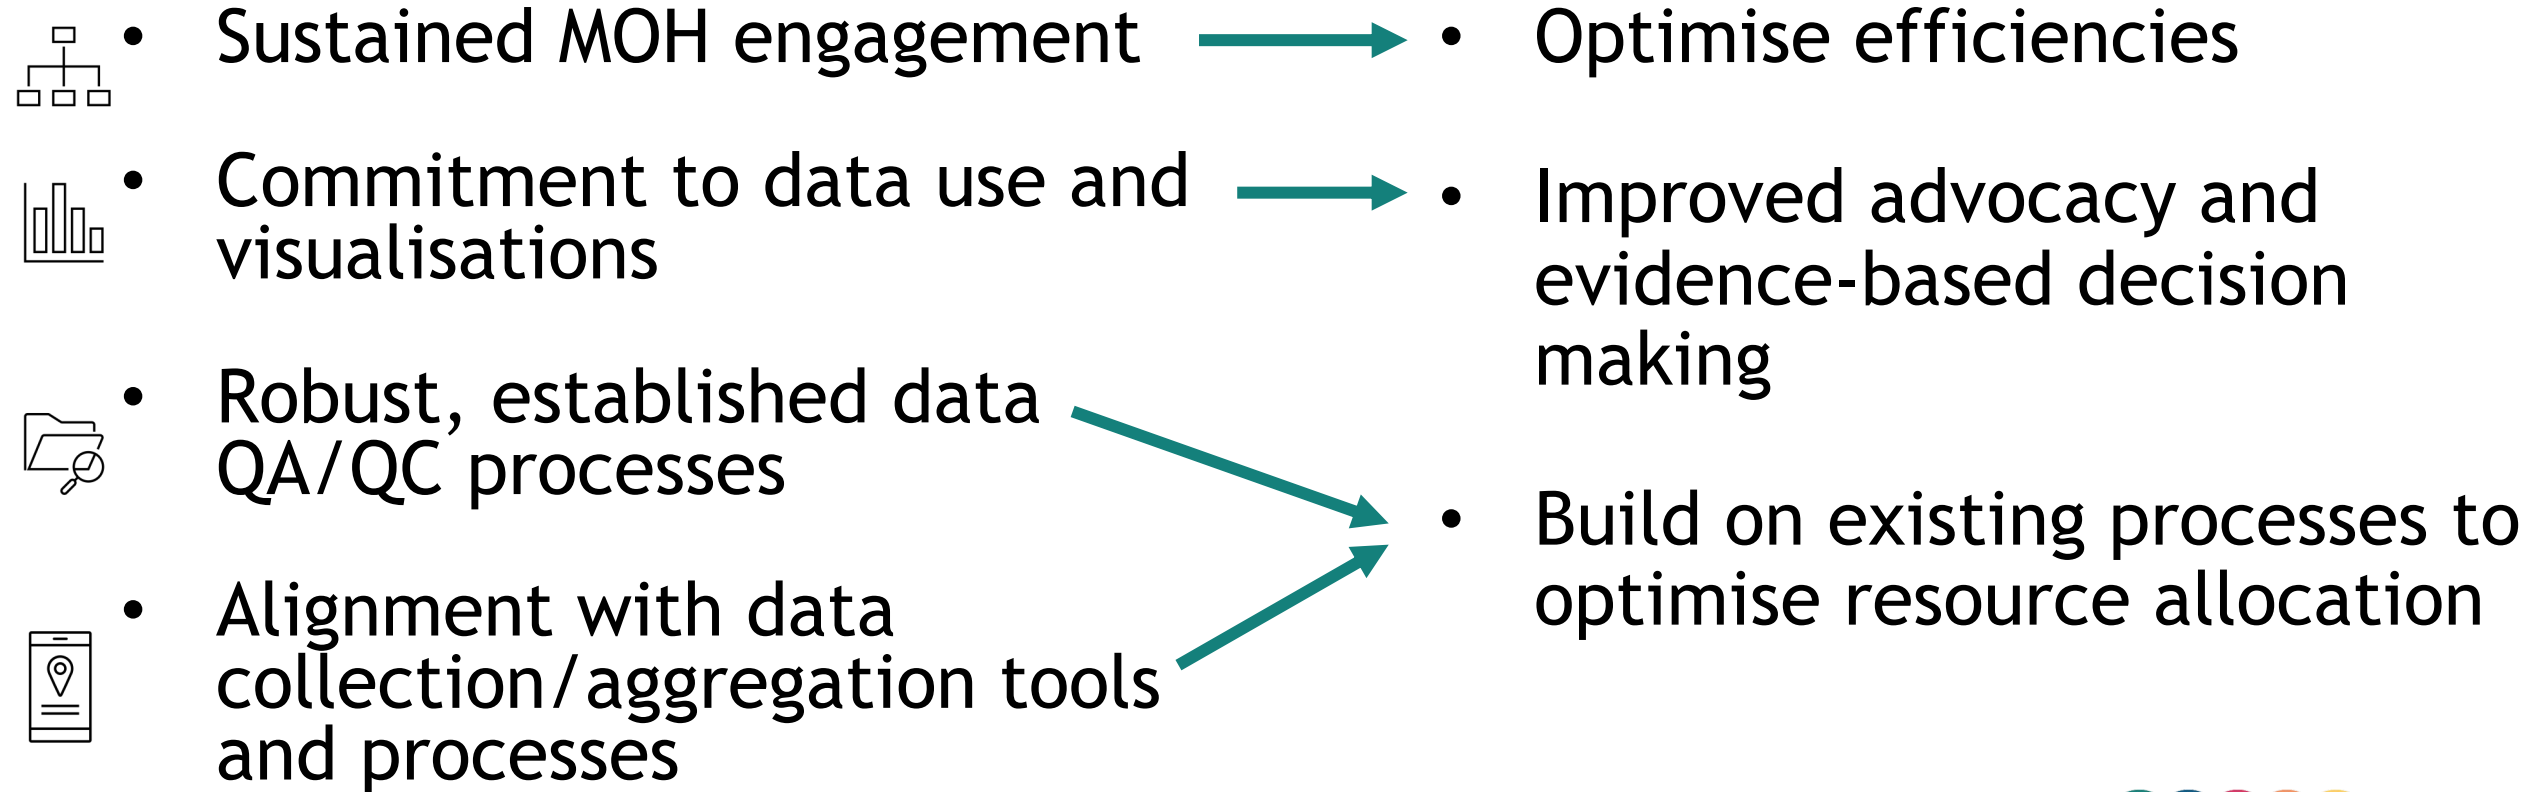 • Sustained MOH engagement
• Commitment to data use and
visualisations
• Robust, established data
QA/QC processes
• Alignment with data
collection/aggregation tools
and processes
• Optimise efficiencies
• Improved advocacy and
evidence-based decision
making
• Build on existing processes to
optimise resource allocation